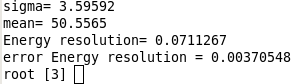 sigma= 3.59592
mean= 50.5565
Energy resolution= 0.0711267
error Energy resolution = 0.00370548
root [3]